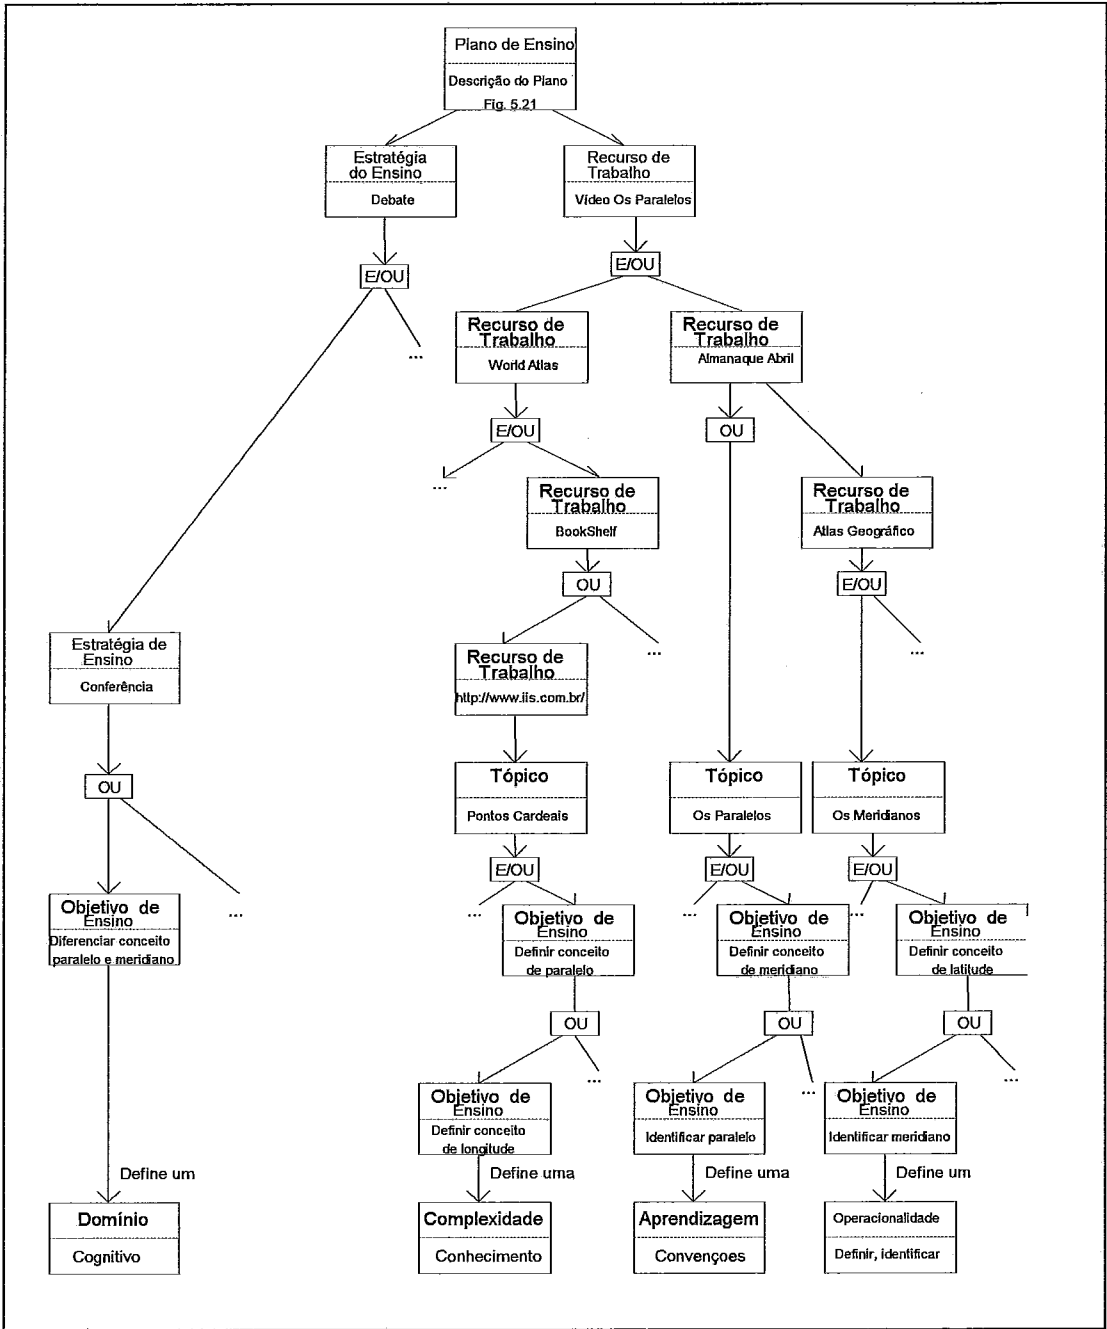 Plano de Ensino
Descrição do Plano
Fig. 5.21
Estratégia
do Ensino
Debate
Recurso de
Trabalho
Vídeo Os Paralelos
E/OU
E/OU
...
Recurso de
Trabalho
World Atlas
Recurso de
Trabalho
Almanaque Abril
E/OU
OU
...
Recurso de
Trabalho
BookShelf
Recurso de
Trabalho
Atlas Geográfico
OU
E/OU
...
...
Estratégia de
Ensino
Conferência
Recurso de
Trabalho
http://www.iis.com.br/
OU
...
Tópico
Pontos Cardeais
Tópico
Os Paralelos
Tópico
Os Meridianos
E/OU
E/OU
E/OU
...
...
...
Objetivo de
Ensino
Diferenciar conceito
paralelo e meridiano
Objetivo de
Ensino
Definir conceito
de paralelo
Objetivo de
Ensino
Definir conceito
de meridiano
Objetivo de
Ensino
Definir conceito
de latitude
OU
OU
OU
...
...
...
Objetivo de
Ensino
Definir conceito
de longitude
Objetivo de
Ensino
Identificar paralelo
Objetivo de
Ensino
Identificar meridiano
Define um
Define uma
Define uma
Define um
Domínio
Cognitivo
Complexidade
Conhecimento
Aprendizagem
Convençoes
Operacionalidade
Definir, identificar